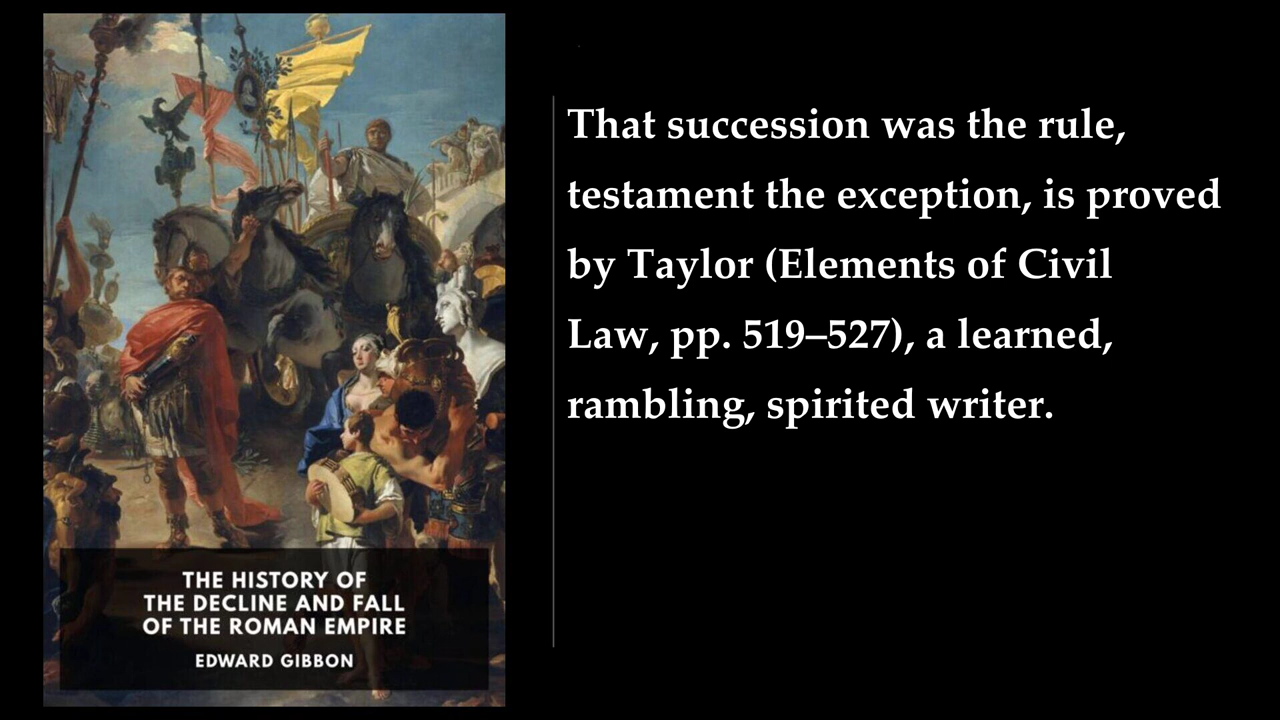 THE HISTORY OF
THE DECLINE AND FALL
OF THE ROMAN EMPIRE
EDWARD GIBBON
That succession was the rule,
testament the exception, is proved
by Taylor (Elements of Civil
Law, pp. 519–527), a learned,
rambling, spirited writer.